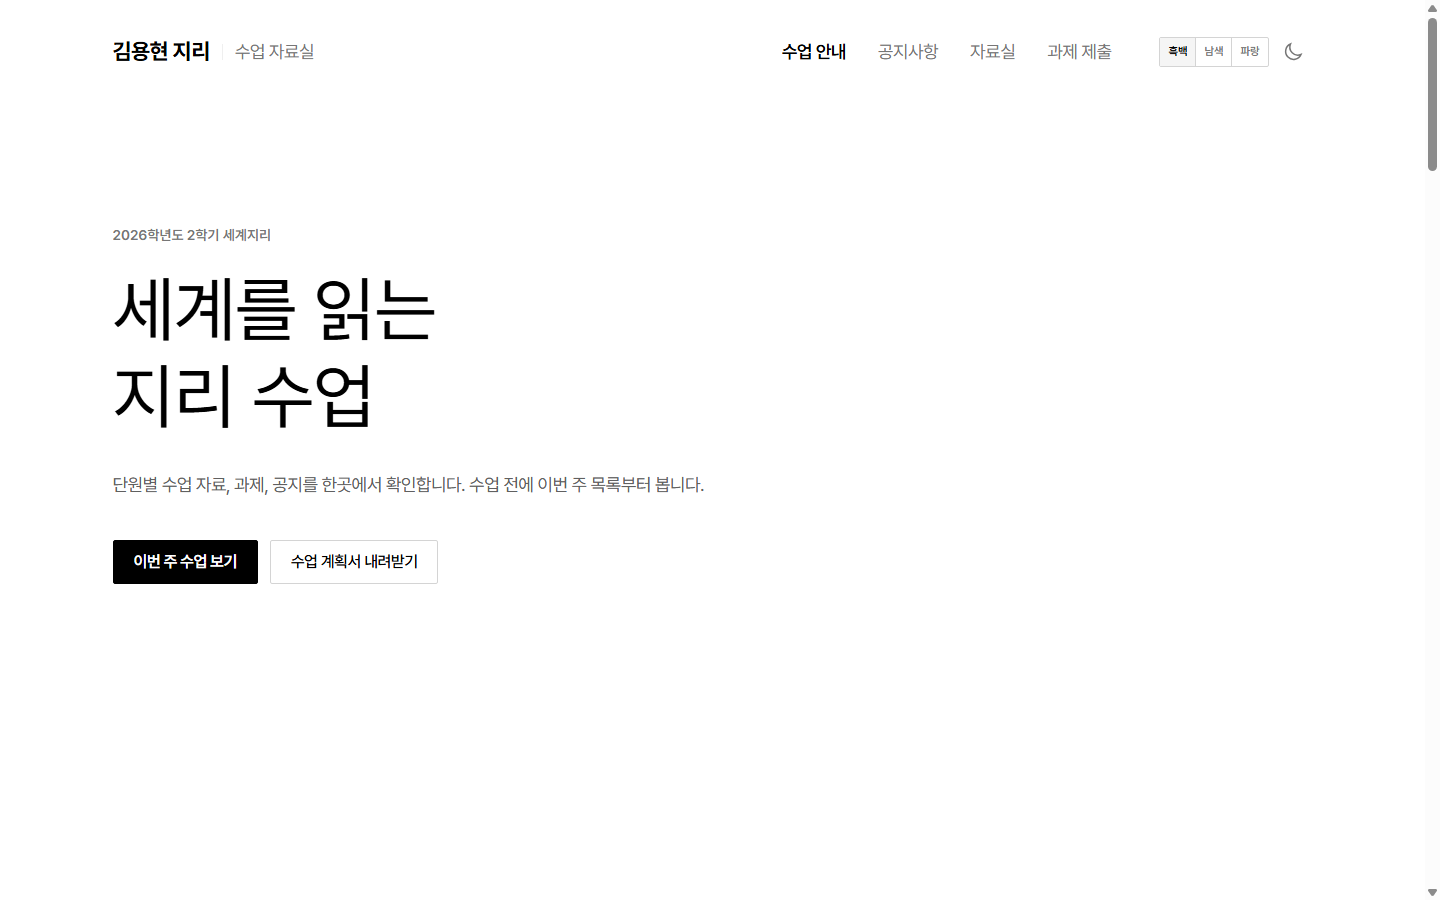 김용현 지리 수업 자료실 수업 안내 공지사항 자료실 과제 제출 흑백 남색 파랑
2026학년도 2학기 세계지리
세계를 읽는
지리 수업
단원별 수업 자료, 과제, 공지를 한곳에서 확인합니다. 수업 전에 이번 주 목록부터 봅니다.
이번 주 수업 보기 수업 계획서 내려받기